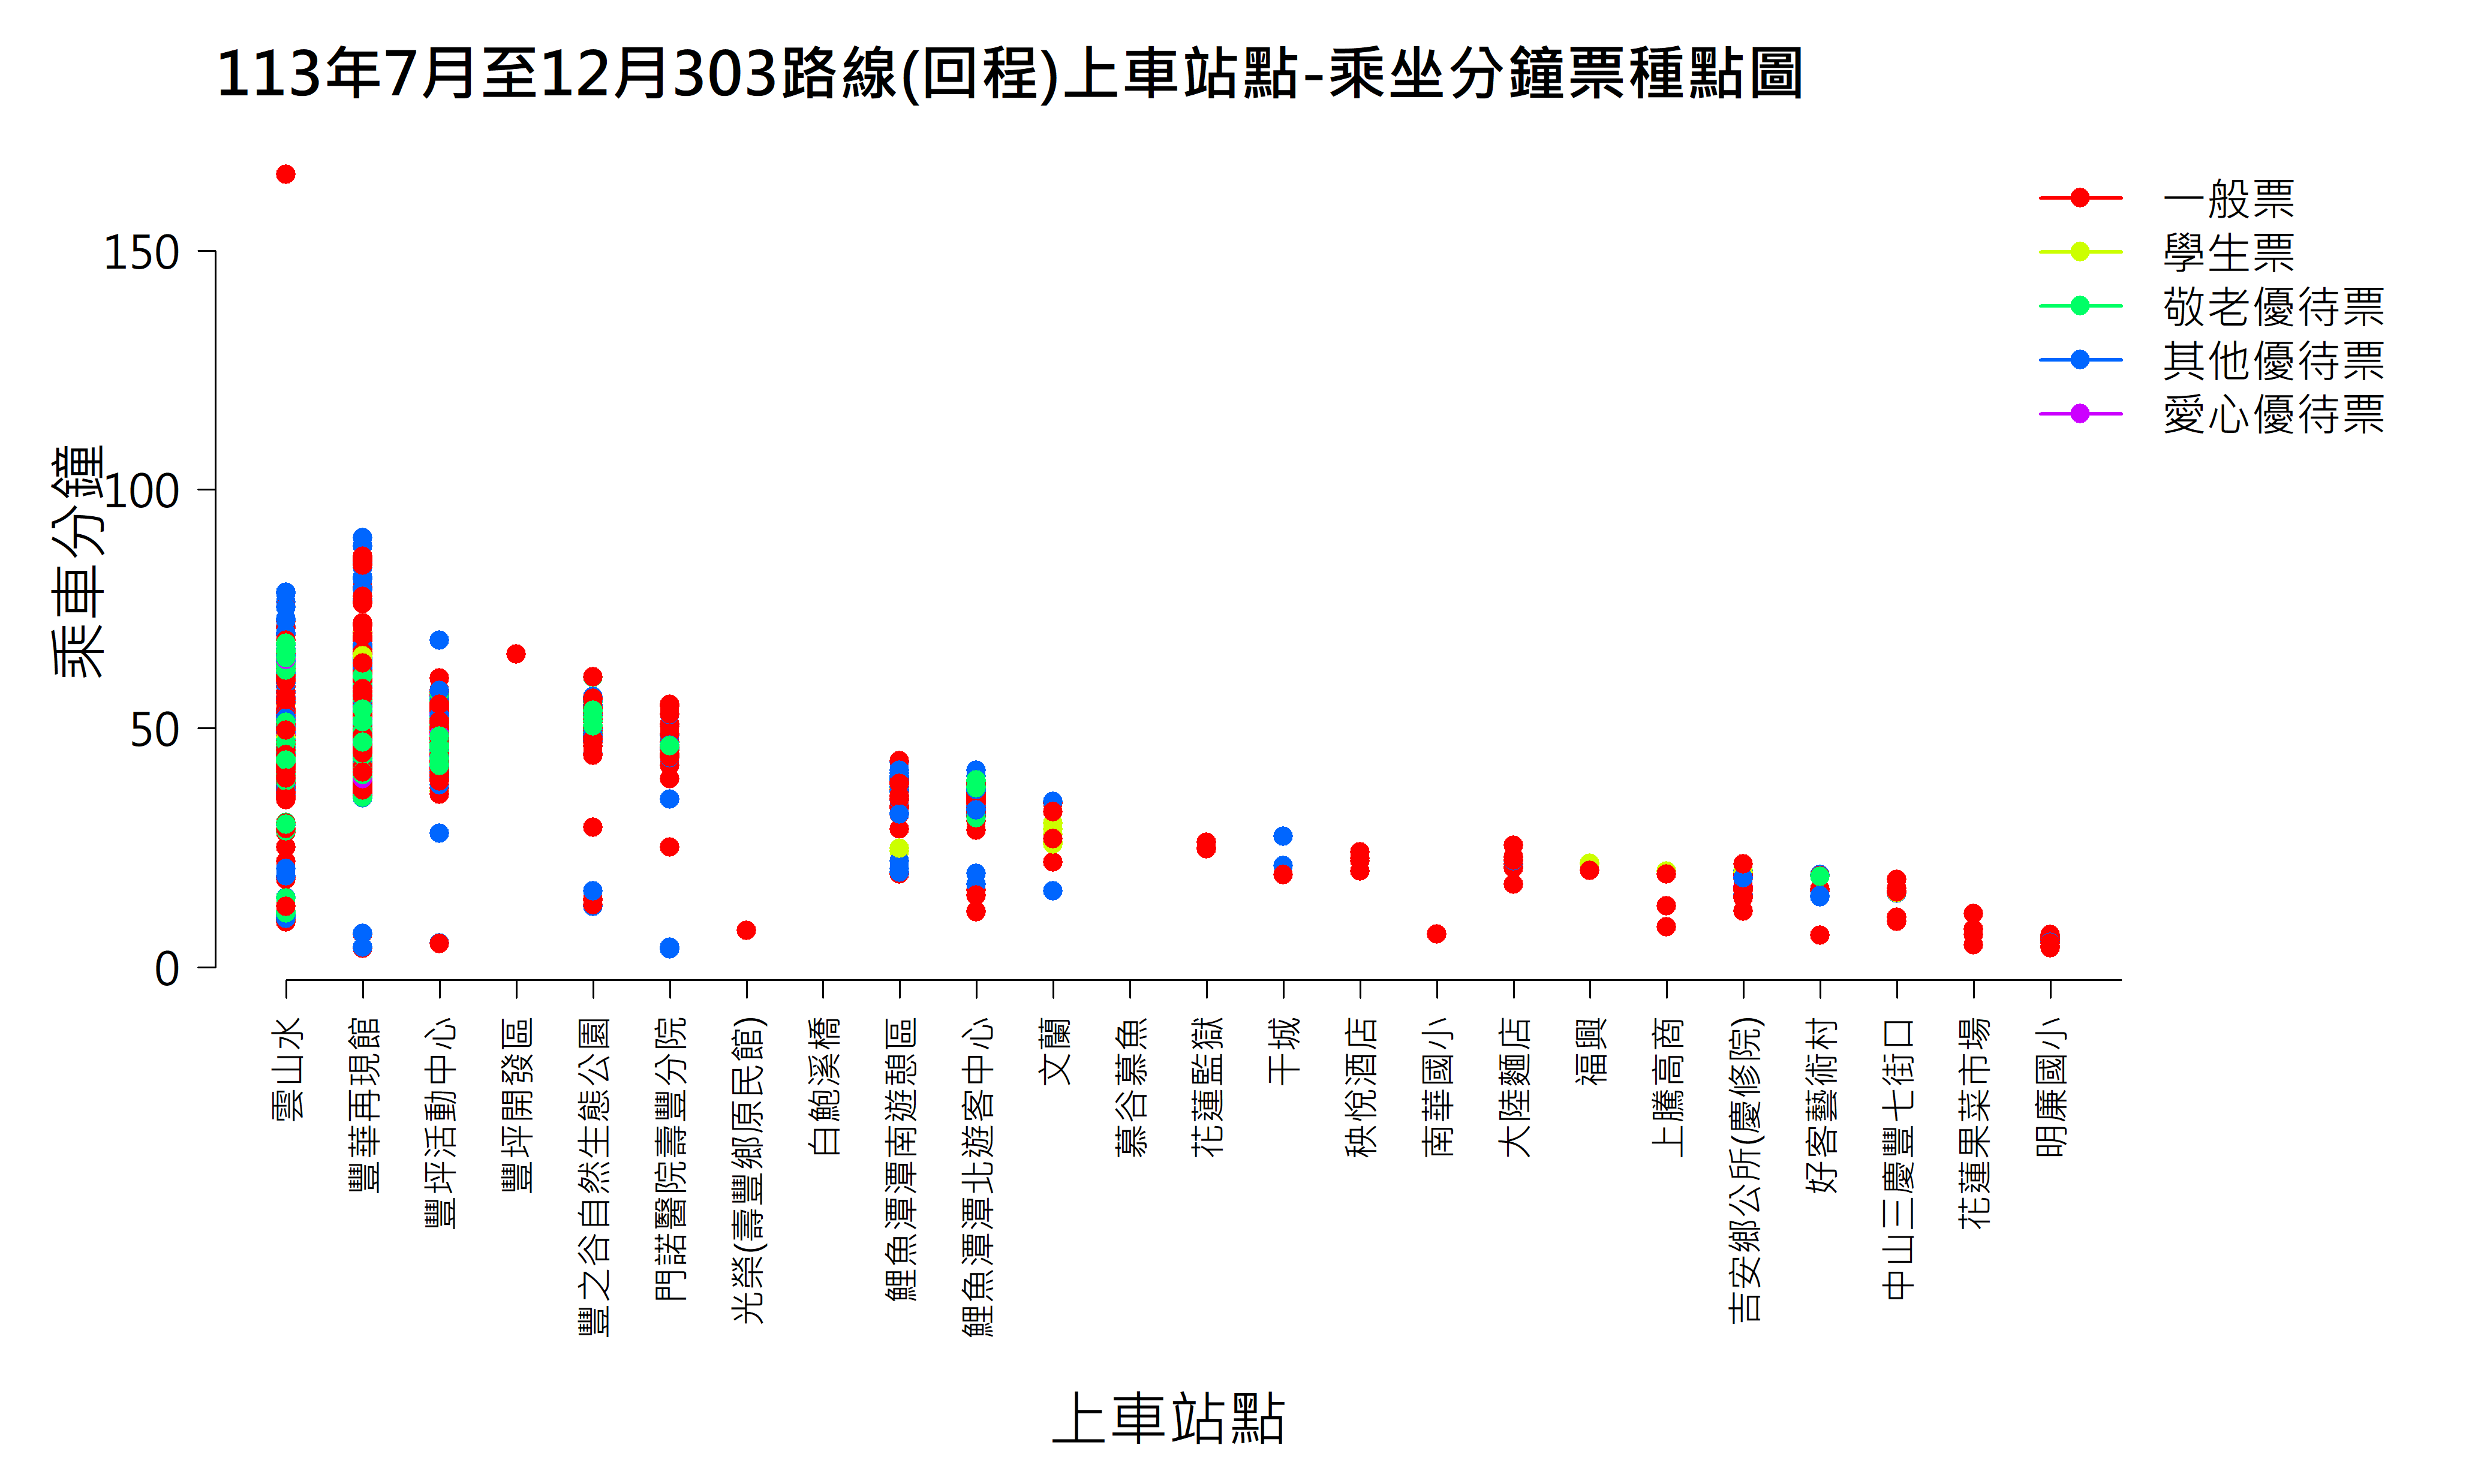 113年7月至12月303路線(回程)上車站點-乘坐分鐘票種點圖
一般票
學生票
敬老優待票
其他優待票
愛心優待票
乘車分鐘
150
100
50
0
雲山水
豐華再現館
豐坪活動中心
豐坪開發區
豐之谷自然生態公園
門諾醫院壽豐分院
光榮(壽豐鄉原民館)
白鮑溪橋
鯉魚潭潭南遊憩區
鯉魚潭潭北遊客中心
文蘭
慕谷慕魚
花蓮監獄
干城
秧悅酒店
南華國小
大陸麵店
福興
上騰高商
吉安鄉公所(慶修院)
好客藝術村
中山三慶豐七街口
花蓮果菜市場
明廉國小
上車站點